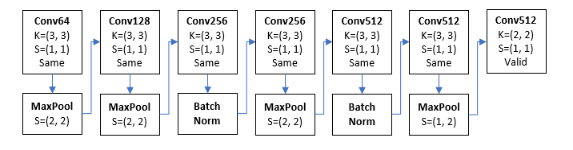 Conv64
K=(3, 3)
S=(1, 1)
Same
MaxPool
S=(2, 2)
Conv128
K=(3, 3)
S=(1, 1)
Same
MaxPool
S=(2, 2)
Conv256
K=(3, 3)
S=(1, 1)
Same
Batch
Norm
Conv256
K=(3, 3)
S=(1, 1)
Same
MaxPool
S=(2, 2)
Conv512
K=(3, 3)
S=(1, 1)
Same
Batch
Norm
Conv512
K=(3, 3)
S=(1, 1)
Same
MaxPool
S=(1, 2)
Conv512
K=(2, 2)
S=(1, 1)
Valid